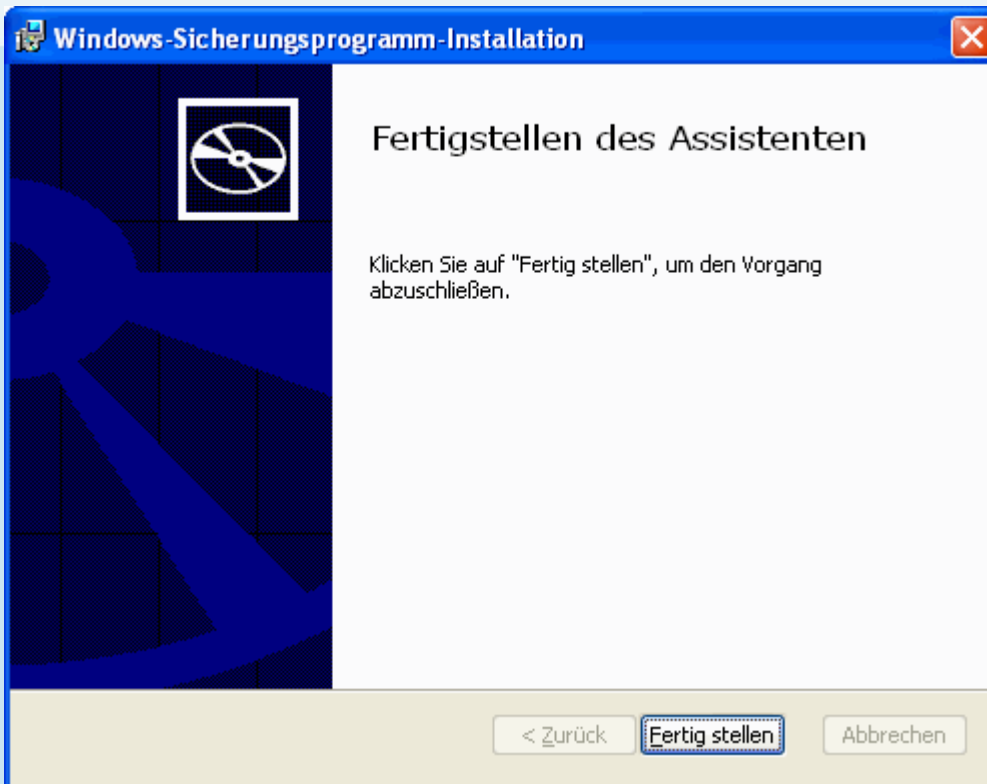 Windows-Sicherungsprogramm-Installation
Fertigstellen des Assistenten
Klicken Sie auf "Fertig stellen", um den Vorgang
abzuschließen.
< Zurück
Fertig stellen
Abbrechen